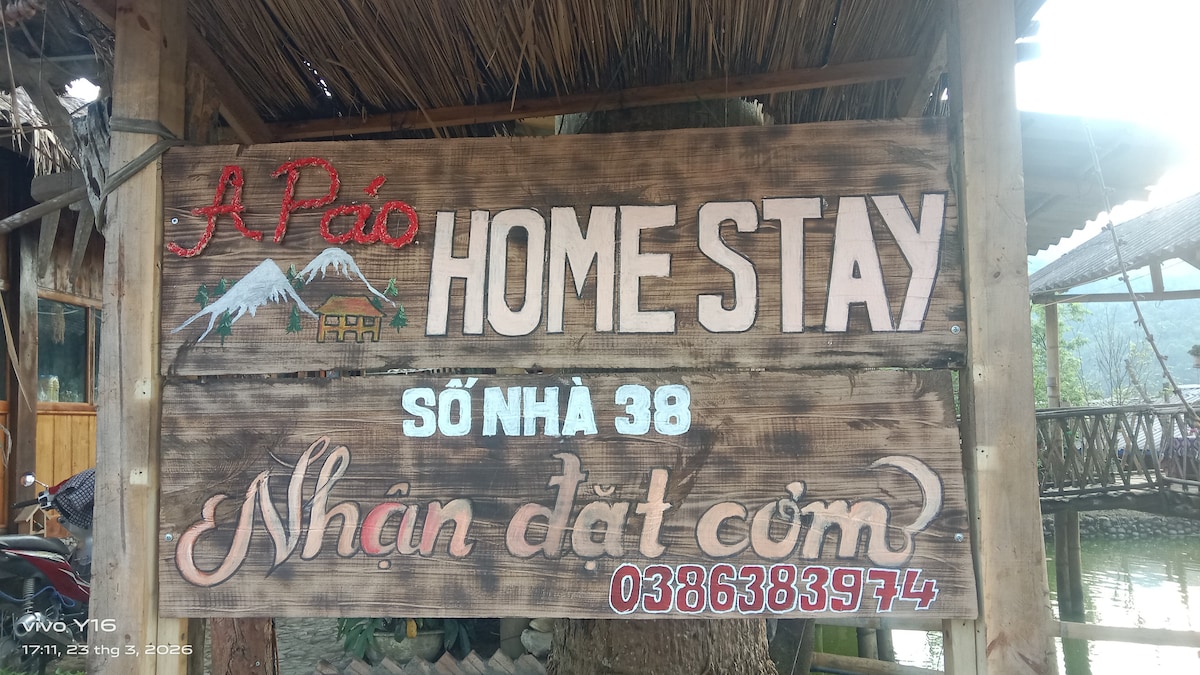 A Páo HOME STAY
SỐ NHÀ 38
Nhận đặt cơm
0386383974
vivo Y16
17:11, 23 thg 3, 2026